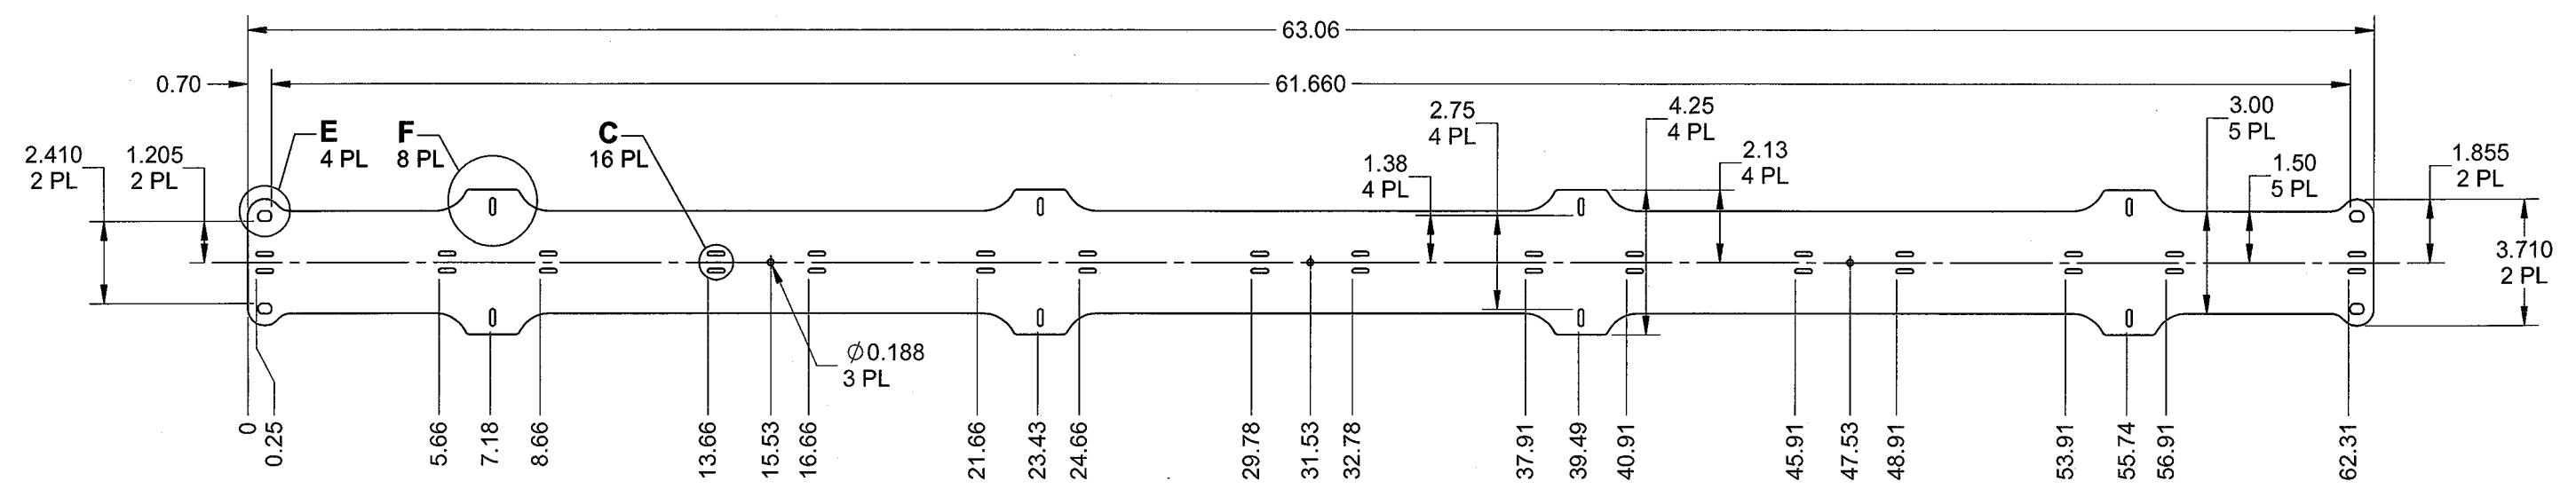 63.06
0.70
61.660
2.75
4 PL
4.25
4 PL
3.00
5 PL
E
4 PL
F
8 PL
C
16 PL
2.410
2 PL
1.205
2 PL
1.38
4 PL
2.13
4 PL
1.50
5 PL
1.855
2 PL
3.710
2 PL
∅0.188
3 PL
0
0.25
5.66
7.18
8.66
13.66
15.53
16.66
21.66
23.43
24.66
29.78
31.53
32.78
37.91
39.49
40.91
45.91
47.53
48.91
53.91
55.74
56.91
62.31